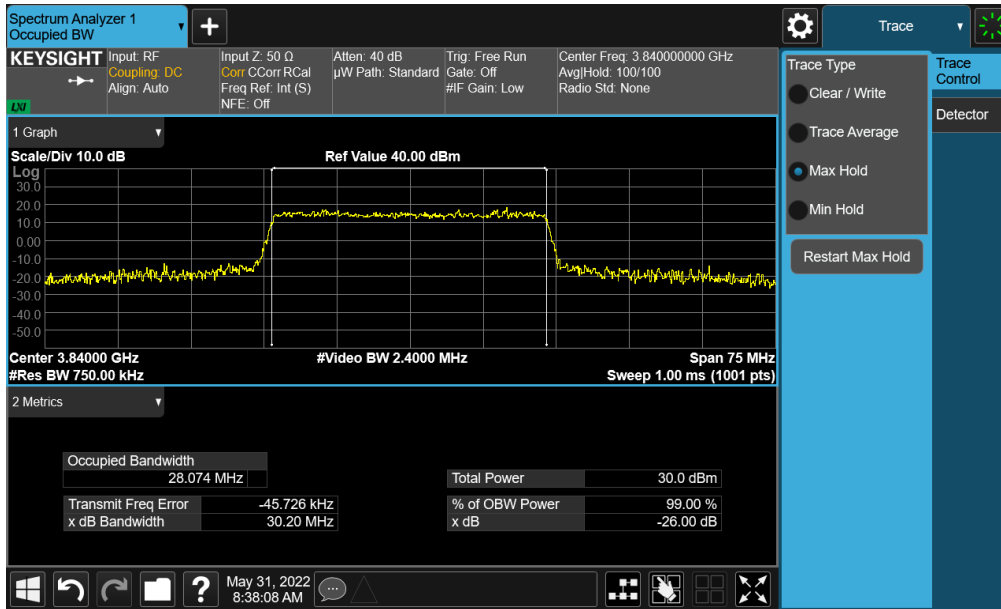 Spectrum Analyzer 1
Occupied BW
+
Trace
KEYSIGHT
LXI
Input: RF
Coupling: DC
Align: Auto
Input Z: 50 Ω
Corr CCorr RCal
Freq Ref: Int (S)
NFE: Off
Atten: 40 dB
µW Path: Standard
Trig: Free Run
Gate: Off
#IF Gain: Low
Center Freq: 3.840000000 GHz
Avg|Hold: 100/100
Radio Std: None
Trace Type
Clear / Write
Trace Average
Max Hold
Min Hold
Restart Max Hold
Trace
Control
Detector
1 Graph
Scale/Div 10.0 dB
Ref Value 40.00 dBm
Log
30.0
20.0
10.0
0.00
-10.0
-20.0
-30.0
-40.0
-50.0
Center 3.84000 GHz
#Video BW 2.4000 MHz
Span 75 MHz
#Res BW 750.00 kHz
Sweep 1.00 ms (1001 pts)
2 Metrics
Occupied Bandwidth
28.074 MHz
Total Power 30.0 dBm
Transmit Freq Error -45.726 kHz
% of OBW Power 99.00 %
x dB Bandwidth 30.20 MHz
x dB -26.00 dB
?
May 31, 2022
8:38:08 AM